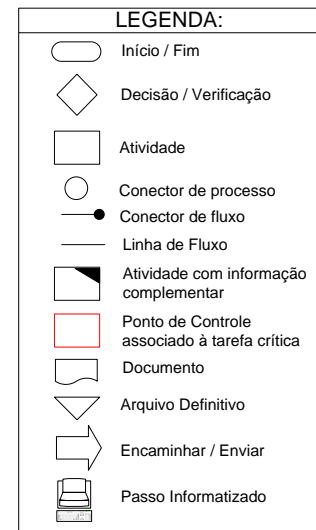 LEGENDA:
Início / Fim
Decisão / Verificação
Atividade
Conector de processo
Conector de fluxo
Linha de Fluxo
Atividade com informação
complementar
Ponto de Controle
associado à tarefa crítica
Documento
Arquivo Definitivo
Encaminhar / Enviar
Passo Informatizado